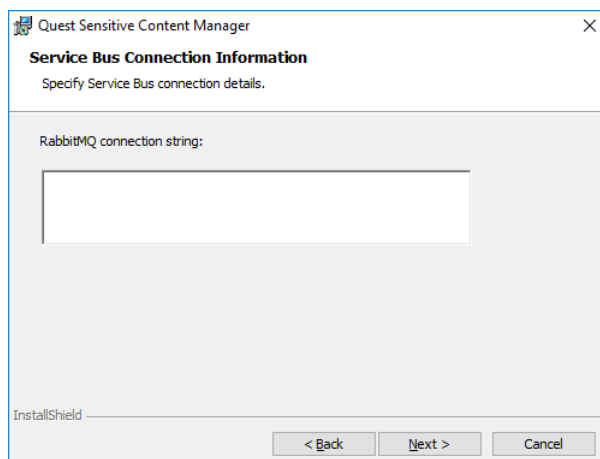 Quest Sensitive Content Manager
Service Bus Connection Information
Specify Service Bus connection details.
RabbitMQ connection string:
InstallShield
< Back Next > Cancel